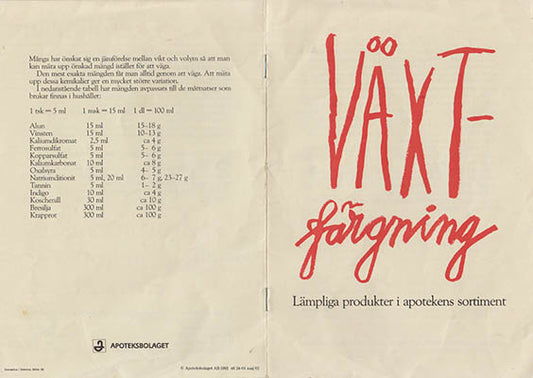 Många har önskat sig en jämförelse mellan vikt och volym så att man
kan mäta upp önskad mängd istället för att väga.
Den mest exakta mängden får man alltid genom att väga. Att mäta
upp dessa kemikalier ger en mycket större variation.
I nedanstående tabell har mängden avpassats till de måttsatser som
brukar finnas i hushållet:
1 tsk = 5 ml 1 msk = 15 ml 1 dl = 100 ml
Alun 15 ml 15–18 g
Vinsten 15 ml 10–13 g
Kaliumdikromat 2,5 ml ca 4 g
Ferrosulfat 5 ml 5– 6 g
Kopparsulfat 5 ml 5– 6 g
Kaliumkarbonat 10 ml ca 8 g
Oxalsyra 5 ml 4– 5 g
Natriumditionit 5 ml, 20 ml 6– 7 g, 23–27 g
Tannin 5 ml 1– 2 g
Indigo 10 ml ca 4 g
Koschenill 30 ml ca 10 g
Bresilja 300 ml ca 100 g
Krapprot 300 ml ca 100 g
APOTEKSBOLAGET
© Apoteksbolaget AB 1982
VÄXT-
färgning
Lämpliga produkter i apotekens sortiment